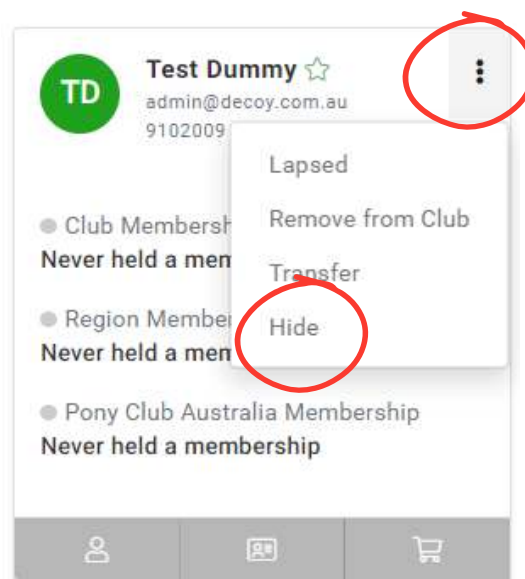 TD
Test Dummy
admin@decoy.com.au
9102009
Lapsed
Remove from Club
Transfer
Hide
Club Membersh
Never held a mem
Region Member
Never held a mem
Pony Club Australia Membership
Never held a membership